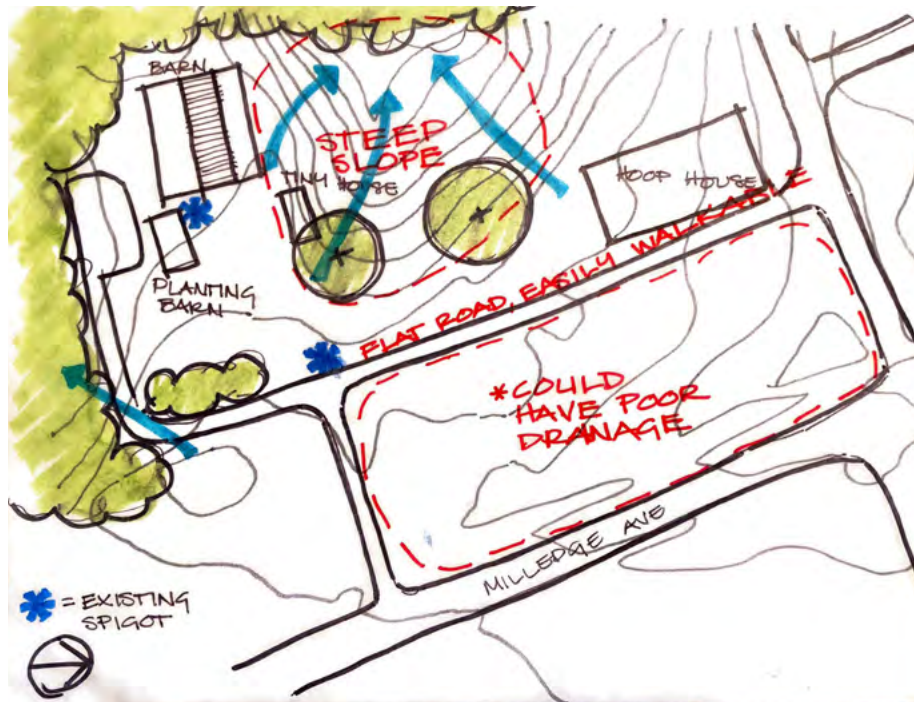 BARN
STEEP
SLOPE
TINY HOUSE
HOOP HOUSE
PLANTING
BARN
FLAT ROAD, EASILY WALKABLE
*COULD
HAVE POOR
DRANAGE
MILLEDGE AVE
= EXISTING
SPIGOT